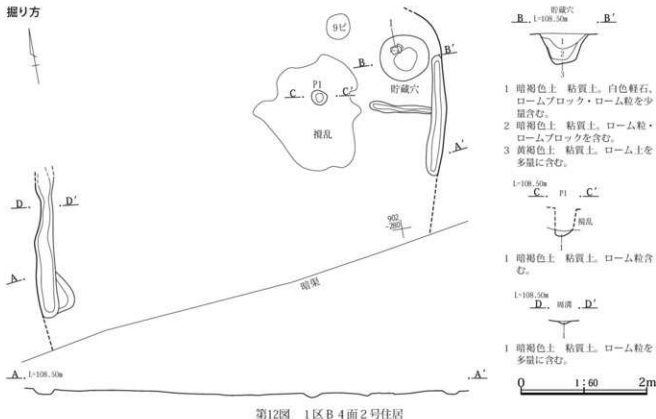 掘り方
9ピ
1
B B′
P1
C C′
貯蔵穴
撹乱
A′
D D′
902
-280
A
暗渠
A L=108.50m A′
貯蔵穴
B L=108.50m B′
1
2
3
1 暗褐色土 粘質土。白色軽石、
ロームブロック・ローム粒を少
量含む。
2 暗褐色土 粘質土。ローム粒・
ロームブロックを含む。
3 黄褐色土 粘質土。ローム土を
多量に含む。
L=108.50m
C P1 C′
撹乱
1
1 暗褐色土 粘質土。ローム粒含
む。
L=108.50m
D 周溝 D′
1
1 暗褐色土 粘質土。ローム粒を
多量に含む。
0 1:60 2m
第12図 1区B4面2号住居